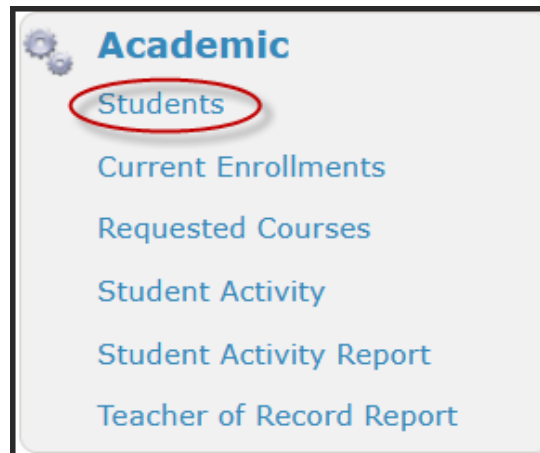 Academic
Students
Current Enrollments
Requested Courses
Student Activity
Student Activity Report
Teacher of Record Report